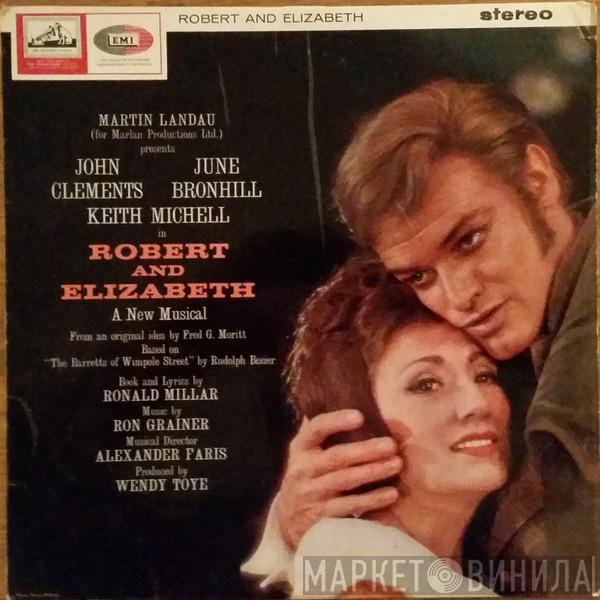 ROBERT AND ELIZABETH
stereo
EMI
MARTIN LANDAU
(for Marlan Productions Ltd.)
presents
JOHN JUNE
CLEMENTS BRONHILL
KEITH MICHELL
in
ROBERT
AND
ELIZABETH
A New Musical
From an original idea by Fred G. Moritt
Based on
"The Barretts of Wimpole Street" by Rudolph Besier
Book and Lyrics by
RONALD MILLAR
Music by
RON GRAINER
Musical Director
ALEXANDER FARIS
Produced by
WENDY TOYE
МАРКЕТ ВИНИЛА